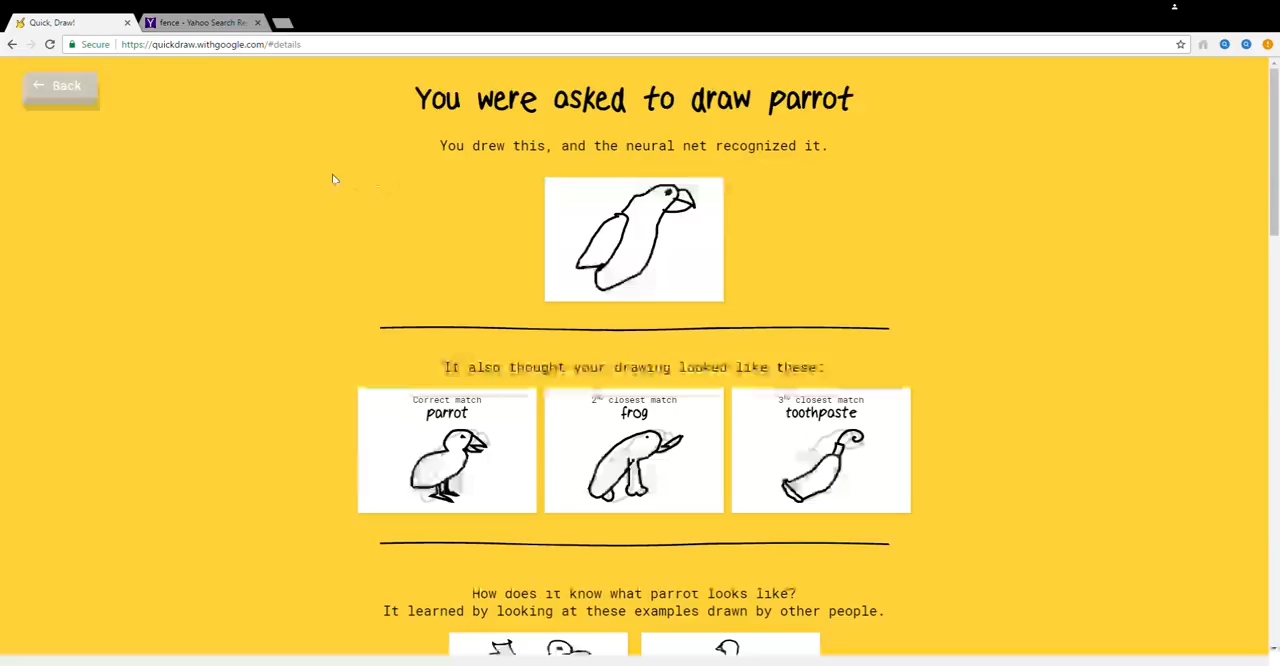 Quick, Draw!
fence - Yahoo Search Re
Secure
https://quickdraw.withgoogle.com/#details
Back
You were asked to draw parrot
You drew this, and the neural net recognized it.
It also thought your drawing looked like these:
Correct match
parrot
2nd closest match
frog
3rd closest match
toothpaste
How does it know what parrot looks like?
It learned by looking at these examples drawn by other people.